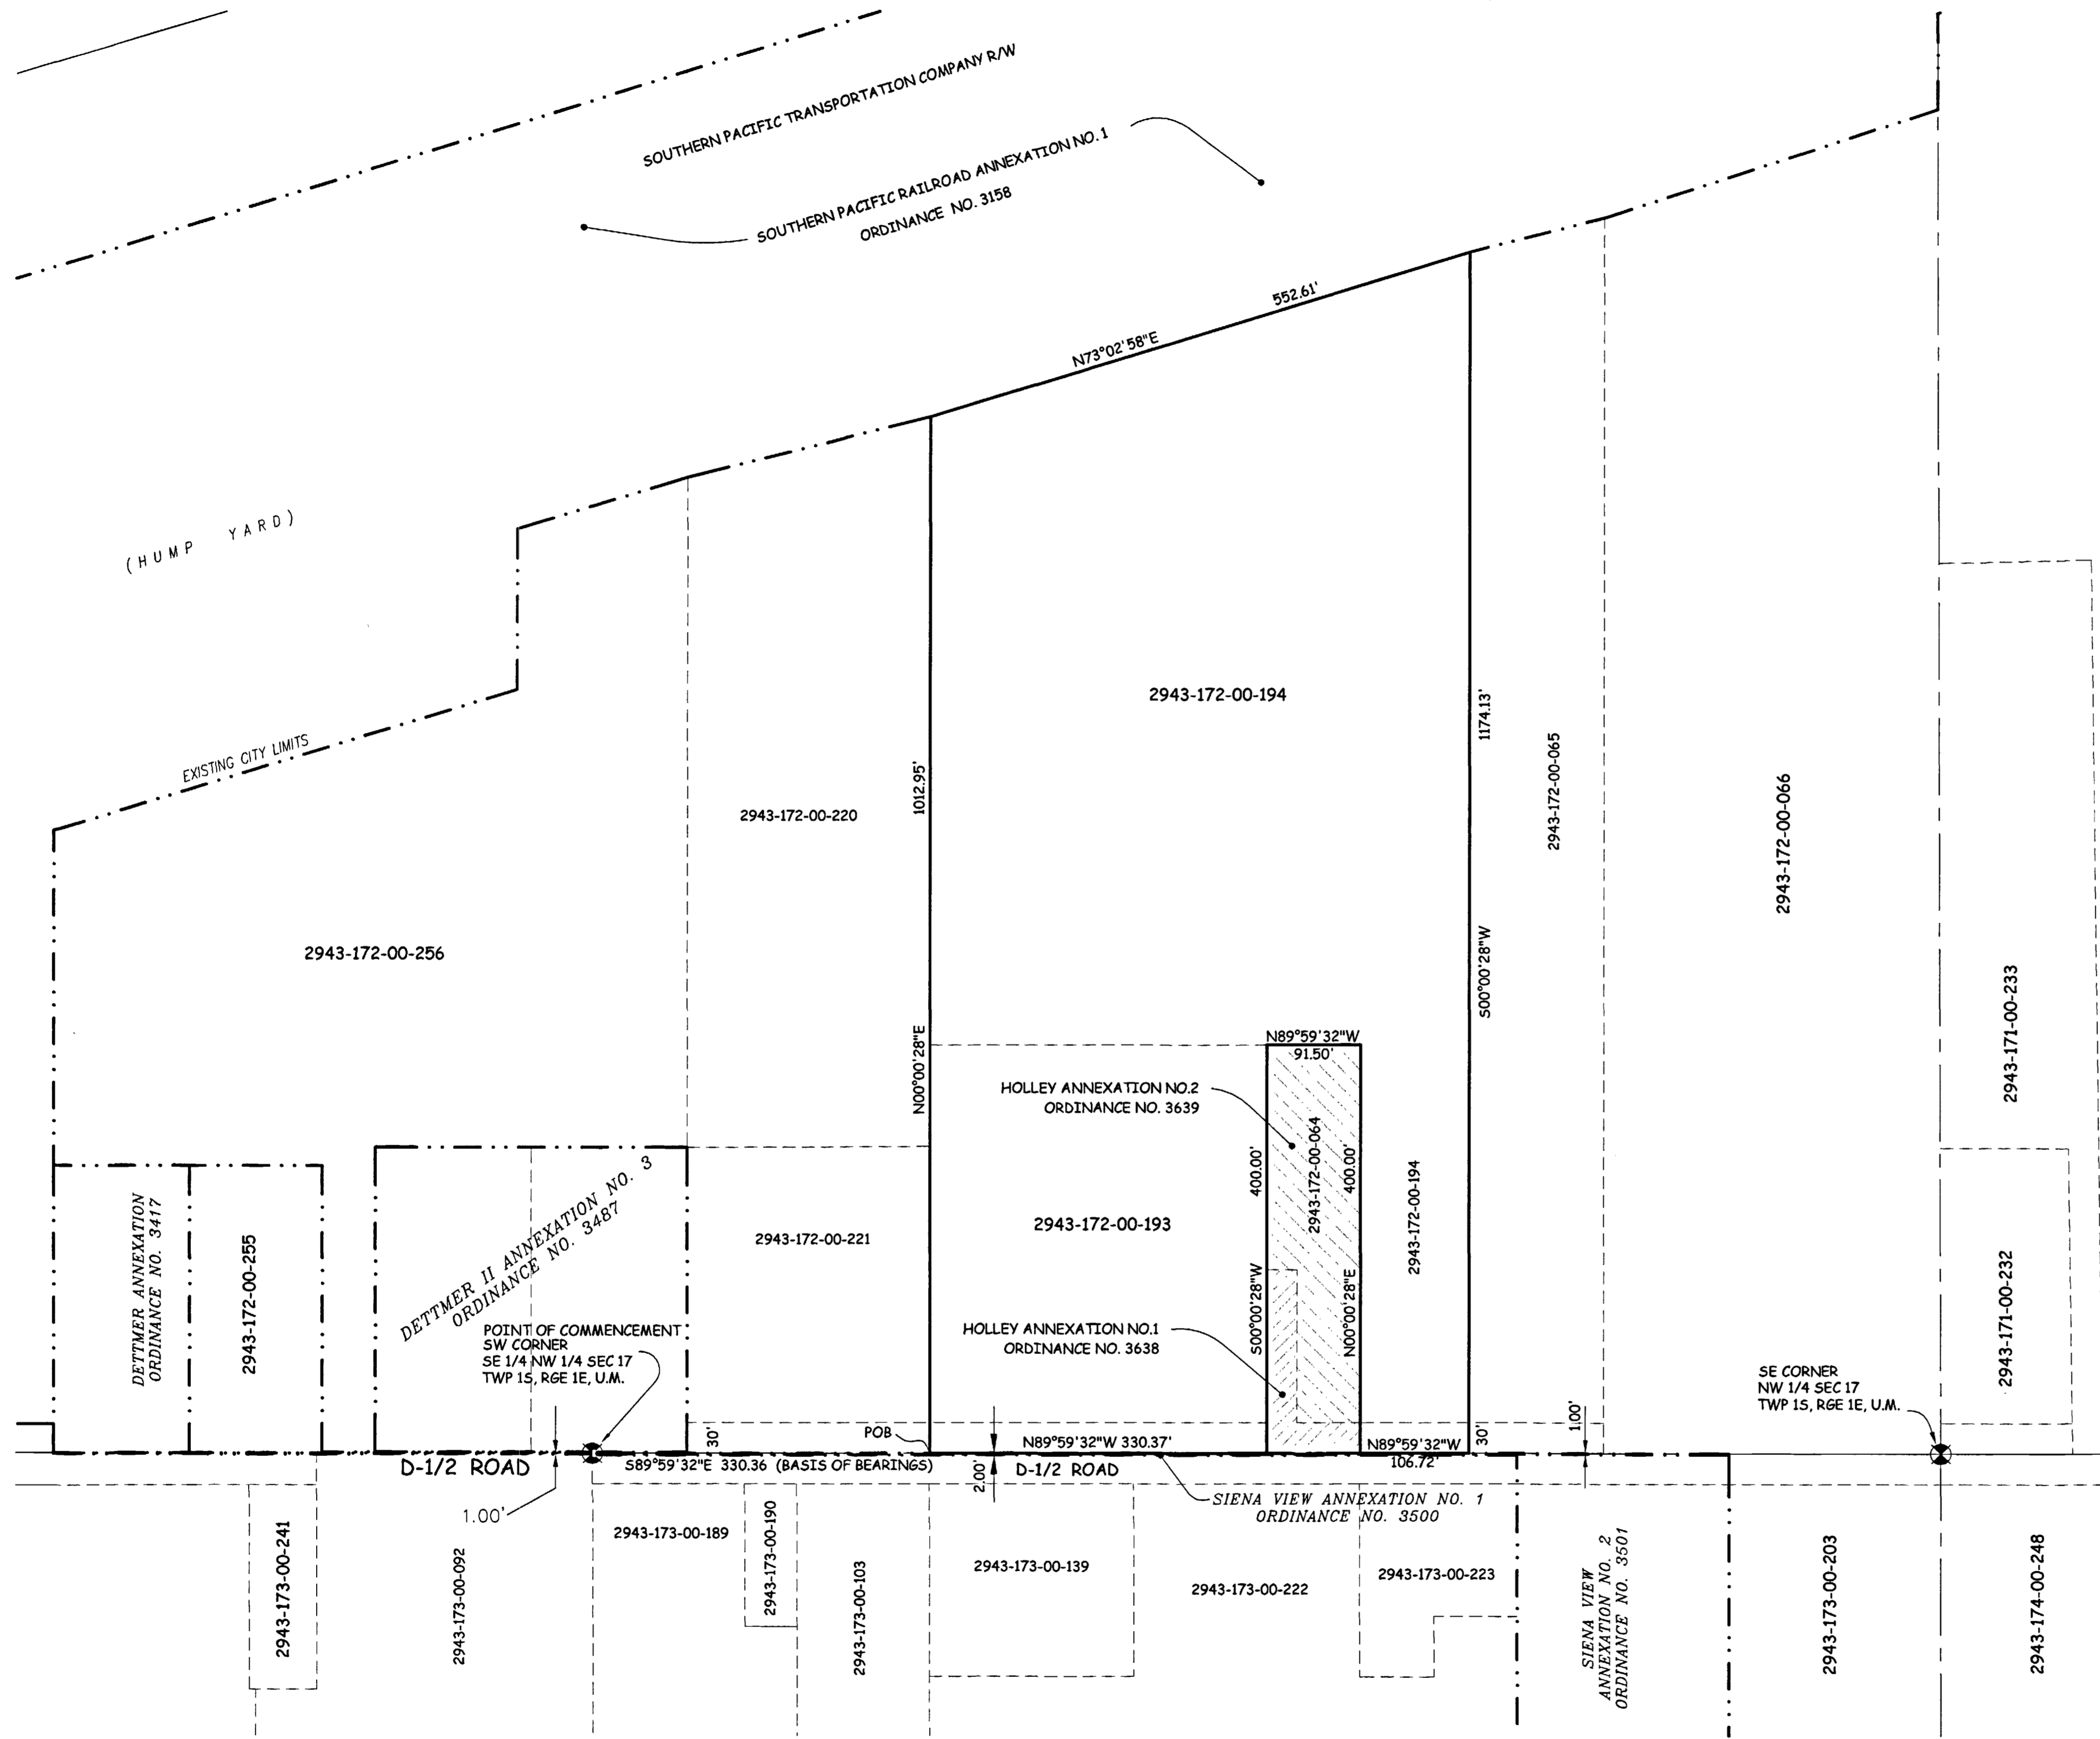 SOUTHERN PACIFIC TRANSPORTATION COMPANY R/W
SOUTHERN PACIFIC RAILROAD ANNEXATION NO. 1
ORDINANCE NO. 3158
552.61'
N73°02'58"E
(HUMP YARD)
EXISTING CITY LIMITS
2943-172-00-194
1174.13'
2943-172-00-065
2943-172-00-066
1012.95'
2943-172-00-220
2943-172-00-256
S00°00'28"W
2943-171-00-233
N00°00'28"E
N89°59'32"W
91.50'
HOLLEY ANNEXATION NO.2
ORDINANCE NO. 3639
2943-172-00-064
400.00'
400.00'
2943-172-00-194
DETTMER ANNEXATION
ORDINANCE NO. 3417
2943-172-00-255
DETTMER II ANNEXATION NO. 3
ORDINANCE NO. 3487
2943-172-00-221
2943-172-00-193
S00°00'28"W
N00°00'28"E
2943-171-00-232
POINT OF COMMENCEMENT
SW CORNER
SE 1/4 NW 1/4 SEC 17
TWP 1S, RGE 1E, U.M.
HOLLEY ANNEXATION NO.1
ORDINANCE NO. 3638
SE CORNER
NW 1/4 SEC 17
TWP 1S, RGE 1E, U.M.
30'
POB
N89°59'32"W 330.37'
N89°59'32"W
106.72'
30'
1.00'
D-1/2 ROAD
S89°59'32"E 330.36 (BASIS OF BEARINGS)
2.00'
D-1/2 ROAD
1.00'
SIENA VIEW ANNEXATION NO. 1
ORDINANCE NO. 3500
2943-173-00-241
2943-173-00-092
2943-173-00-189
2943-173-00-190
2943-173-00-103
2943-173-00-139
2943-173-00-222
2943-173-00-223
SIENA VIEW
ANNEXATION NO. 2
ORDINANCE NO. 3501
2943-173-00-203
2943-174-00-248